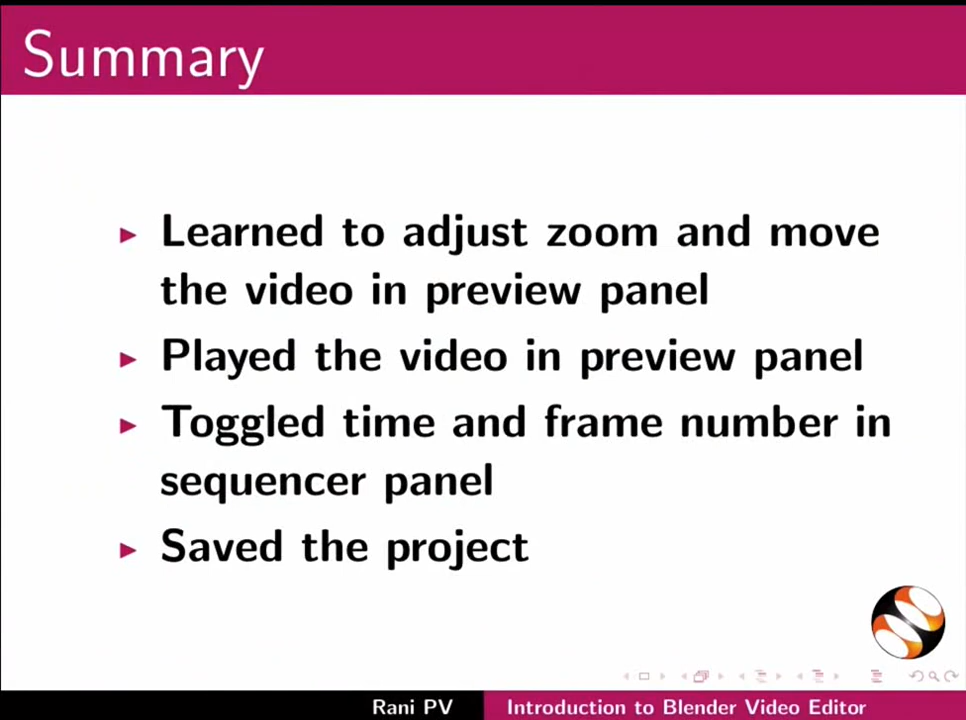 Summary
Learned to adjust zoom and move
the video in preview panel
Played the video in preview panel
Toggled time and frame number in
sequencer panel
Saved the project
Rani PV
Introduction to Blender Video Editor